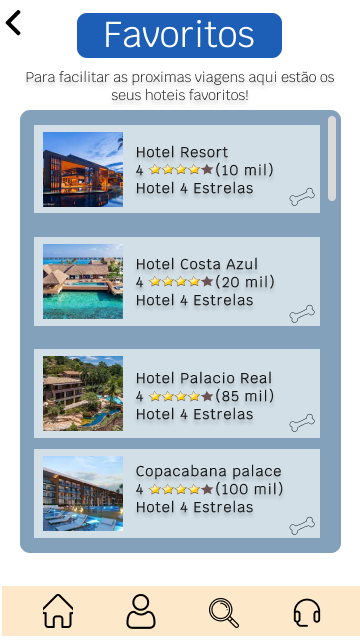 Favoritos
Para facilitar as proximas viagens aqui estão os
seus hoteis favoritos!
Hotel Resort
4 (10 mil)
Hotel 4 Estrelas
Hotel Costa Azul
4 (20 mil)
Hotel 4 Estrelas
Hotel Palacio Real
4 (85 mil)
Hotel 4 Estrelas
Copacabana palace
4 (100 mil)
Hotel 4 Estrelas